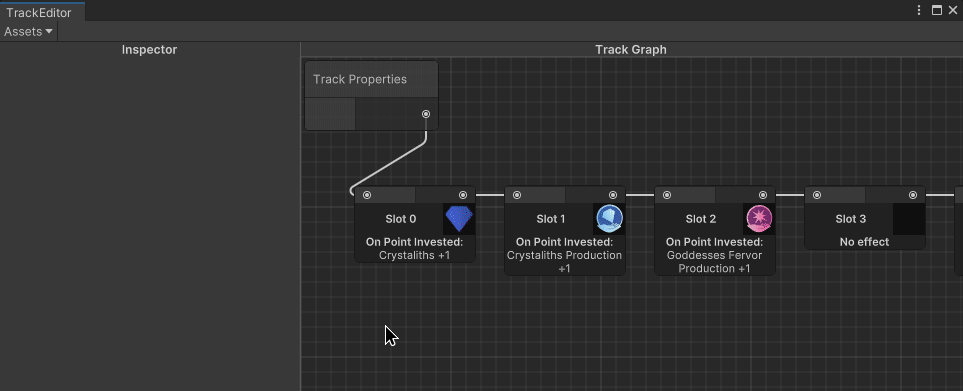 TrackEditor
Assets
Inspector
Track Graph
Track Properties
Slot 0
On Point Invested:
Crystaliths +1
Slot 1
On Point Invested:
Crystaliths Production
+1
Slot 2
On Point Invested:
Goddesses Fervor
Production +1
Slot 3
No effect